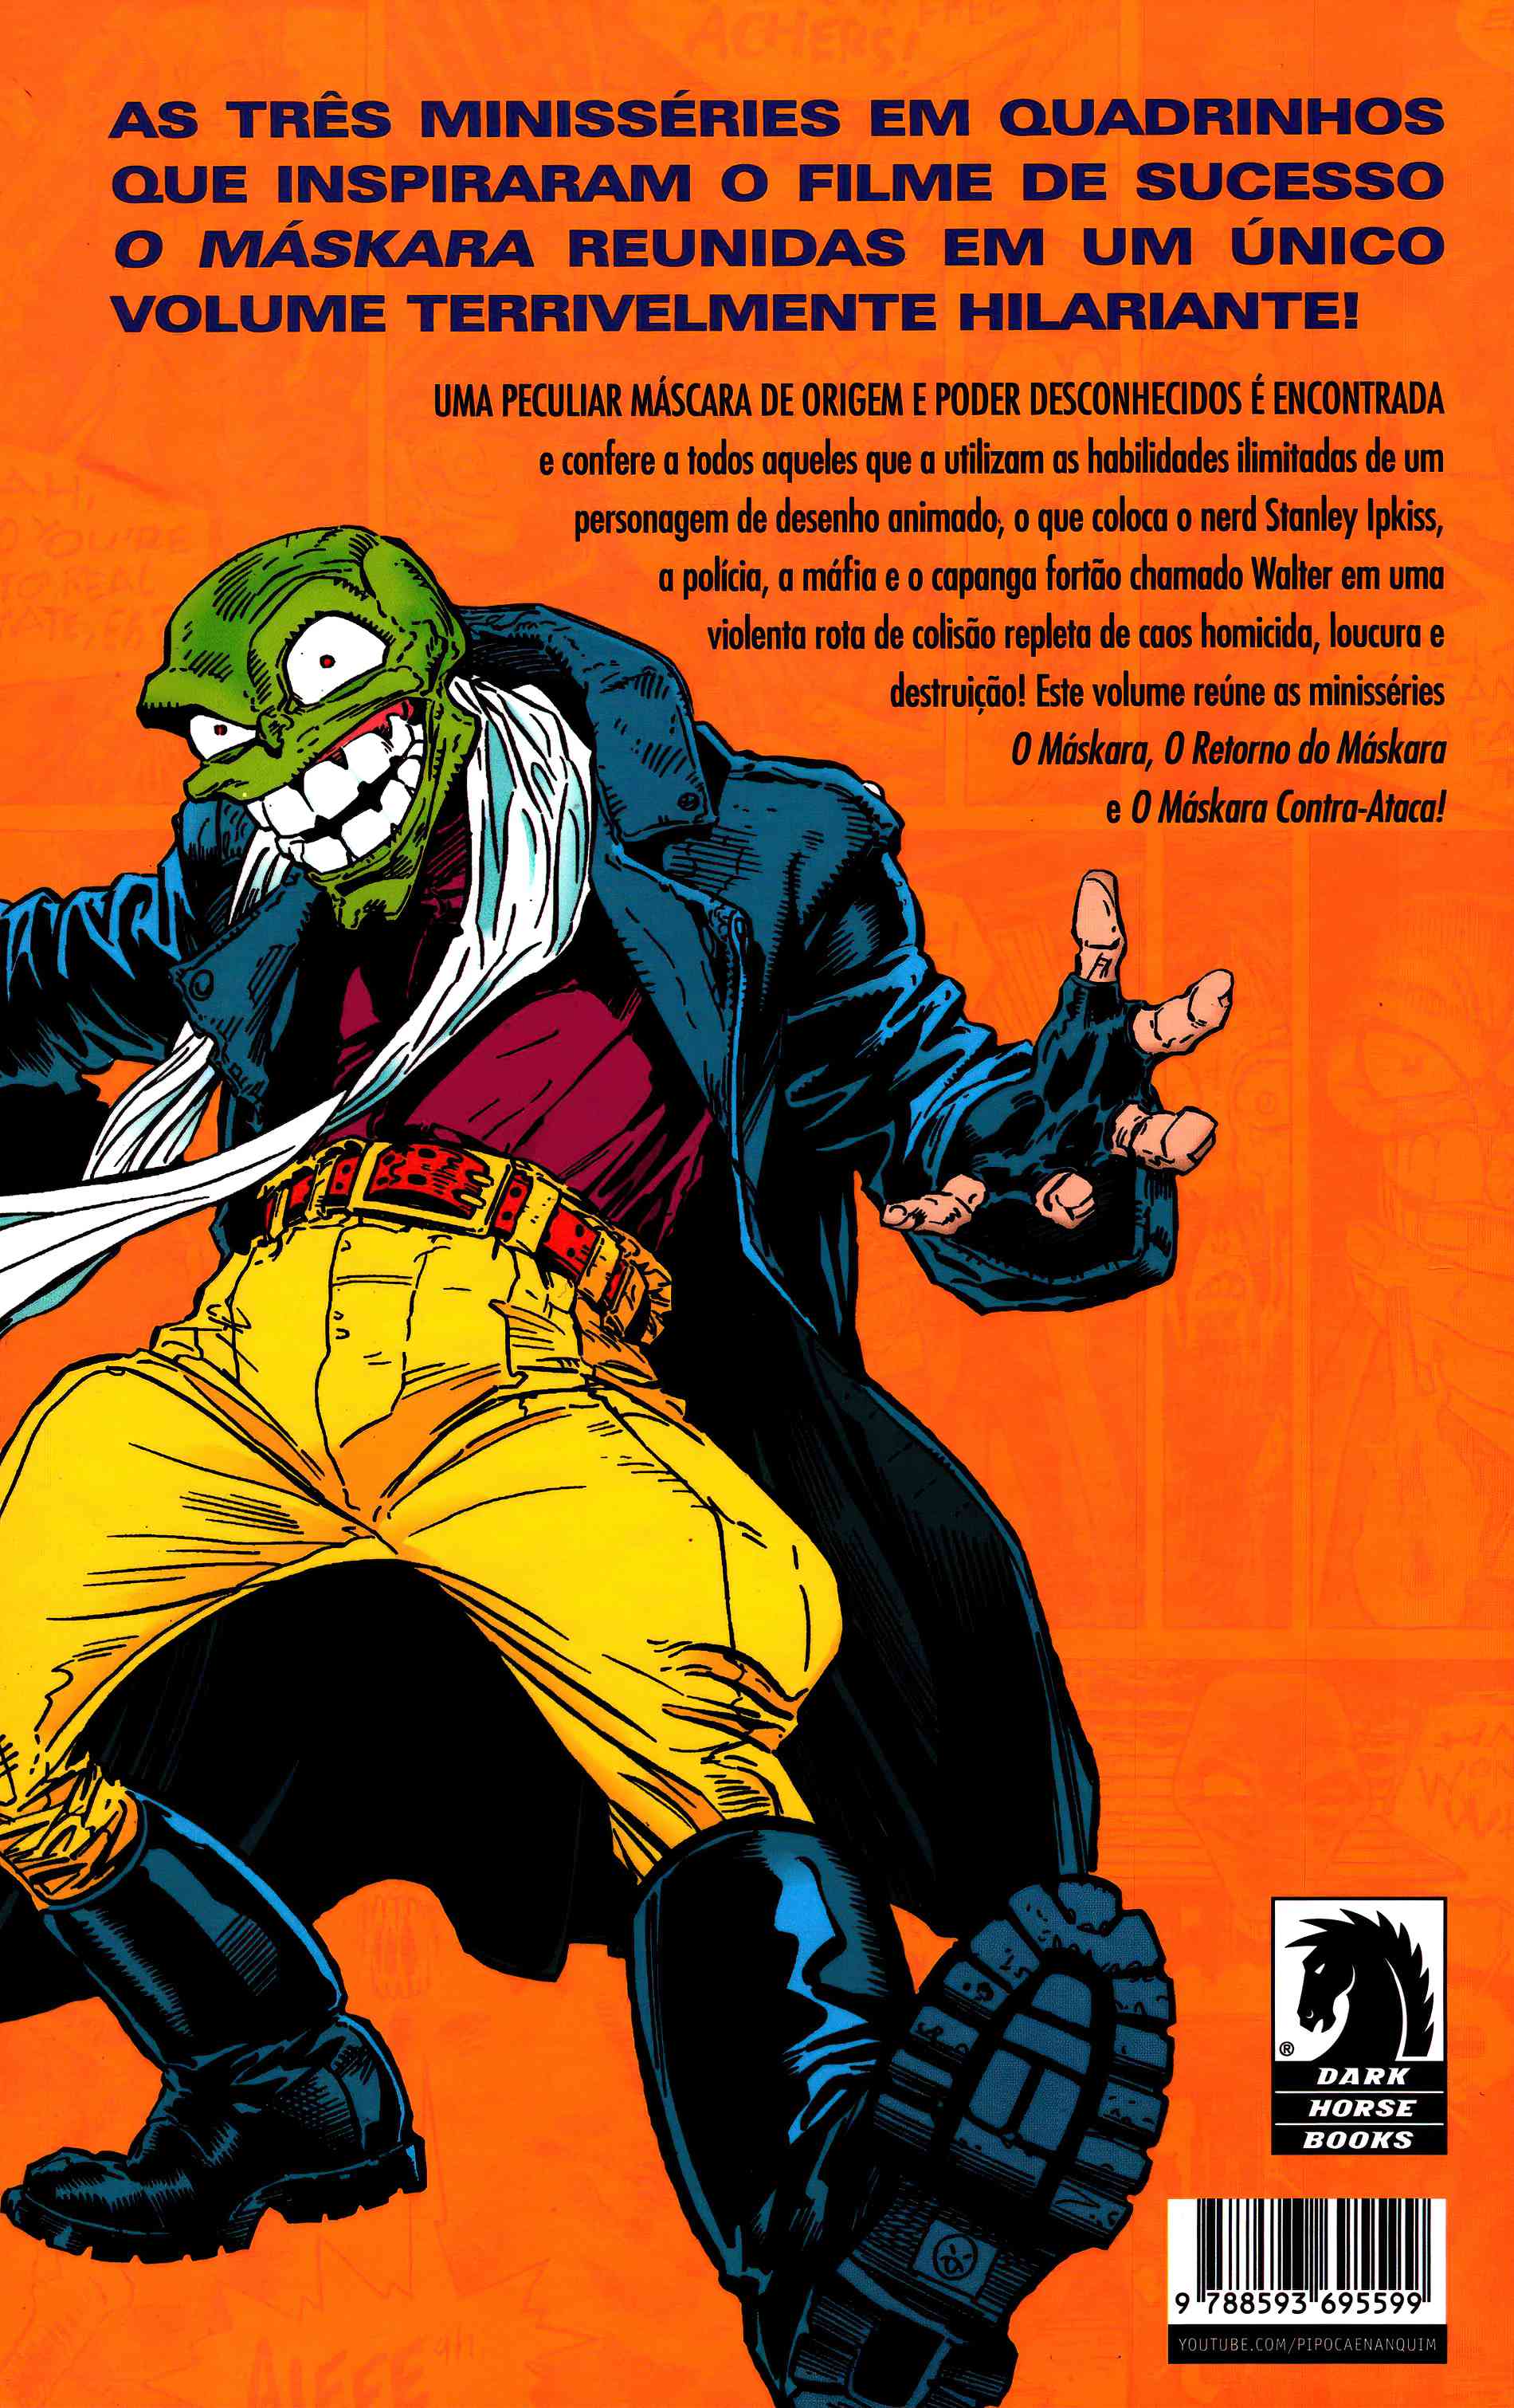 AS TRÊS MINISSÉRIES EM QUADRINHOS
QUE INSPIRARAM O FILME DE SUCESSO
O MÁSKARA REUNIDAS EM UM ÚNICO
VOLUME TERRIVELMENTE HILARIANTE!
UMA PECULIAR MÁSCARA DE ORIGEM E PODER DESCONHECIDOS É ENCONTRADA
e confere a todos aqueles que a utilizam as habilidades ilimitadas de um
personagem de desenho animado, o que coloca o nerd Stanley Ipkiss,
a polícia, a máfia e o capanga fortão chamado Walter em uma
violenta rota de colisão repleta de caos homicida, loucura e
destruição! Este volume reúne as minisséries
O Máskara, O Retorno do Máskara
e O Máskara Contra-Ataca!
®
DARK
HORSE
BOOKS
9 788593 695599
YOUTUBE.COM/PIPOCAENANQUIM